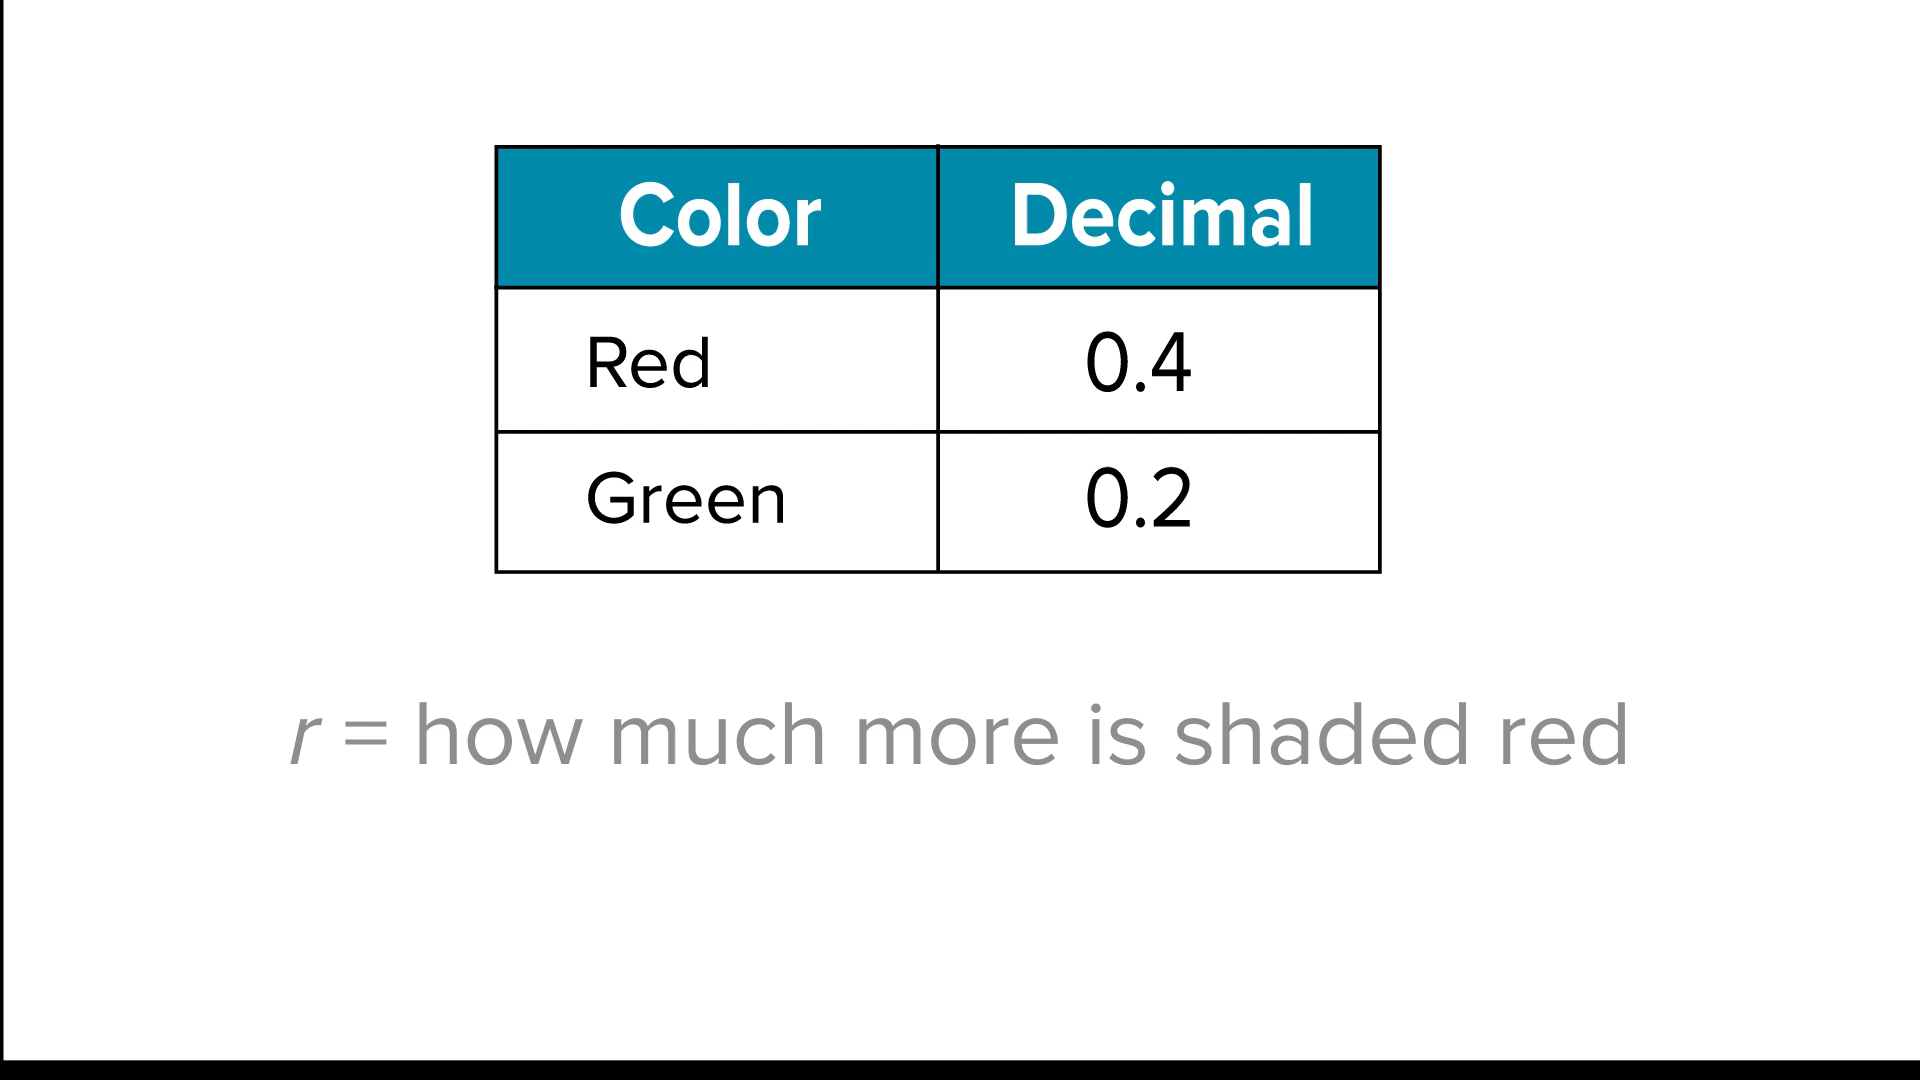 Color Decimal
Red 0.4
Green 0.2
r = how much more is shaded red